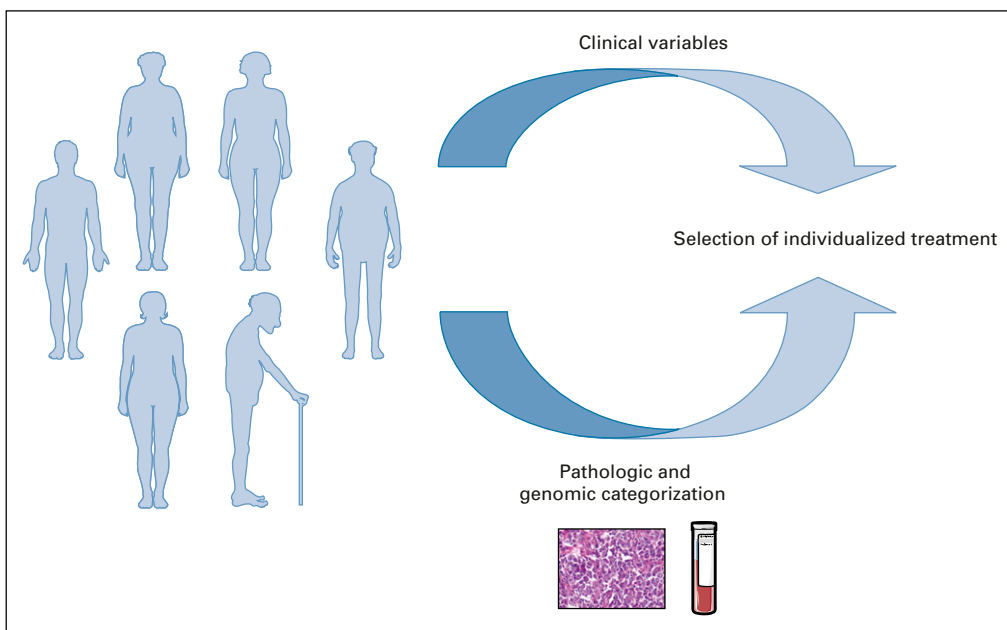 Clinical variables
Selection of individualized treatment
Pathologic and
genomic categorization